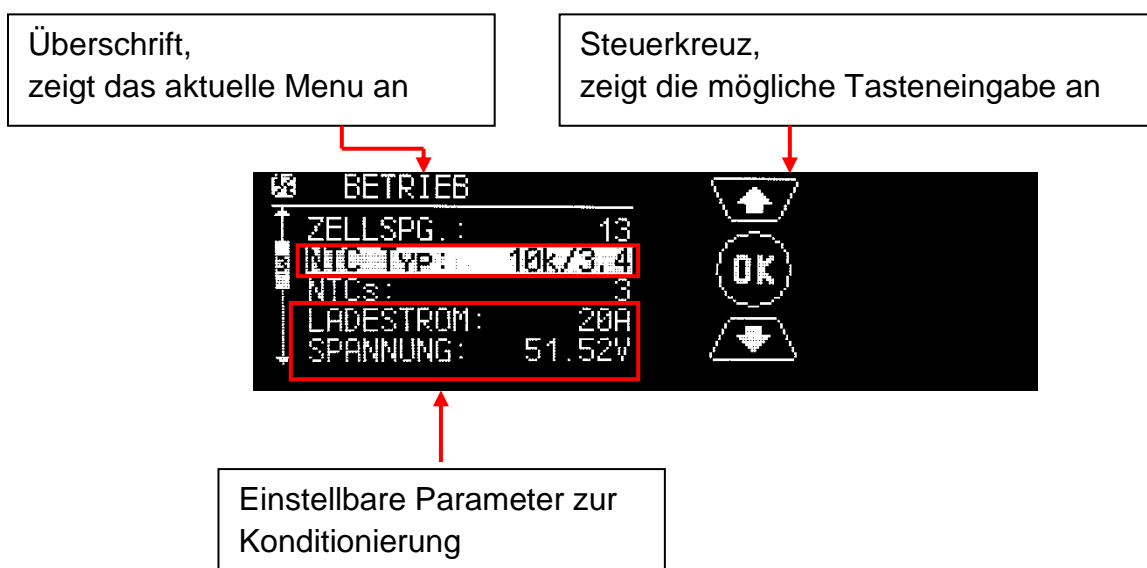 Überschrift,
zeigt das aktuelle Menu an
Steuerkreuz,
zeigt die mögliche Tasteneingabe an
BETRIEB
ZELLSPG.: 13
3
NTC Typ: 10k/3.4
NTCs: 3
LADESTROM: 20A
SPANNUNG: 51.52V
OK
Einstellbare Parameter zur
Konditionierung